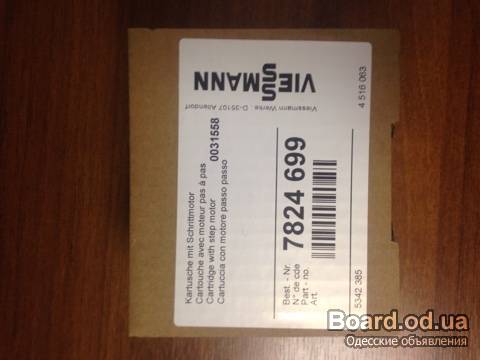 VIESSMANN
Viessmann Werke . D-35107 Allendorf
4 516 063
Kartusche mit Schrittmotor
Cartouche avec moteur pas à pas
Cartridge with step motor
Cartuccia con motore passo passo
0031558
Best. - Nr.
N° de cde
Part - no.
Art.
7824 699
5342 385
Board.od.ua
Одесские объявления